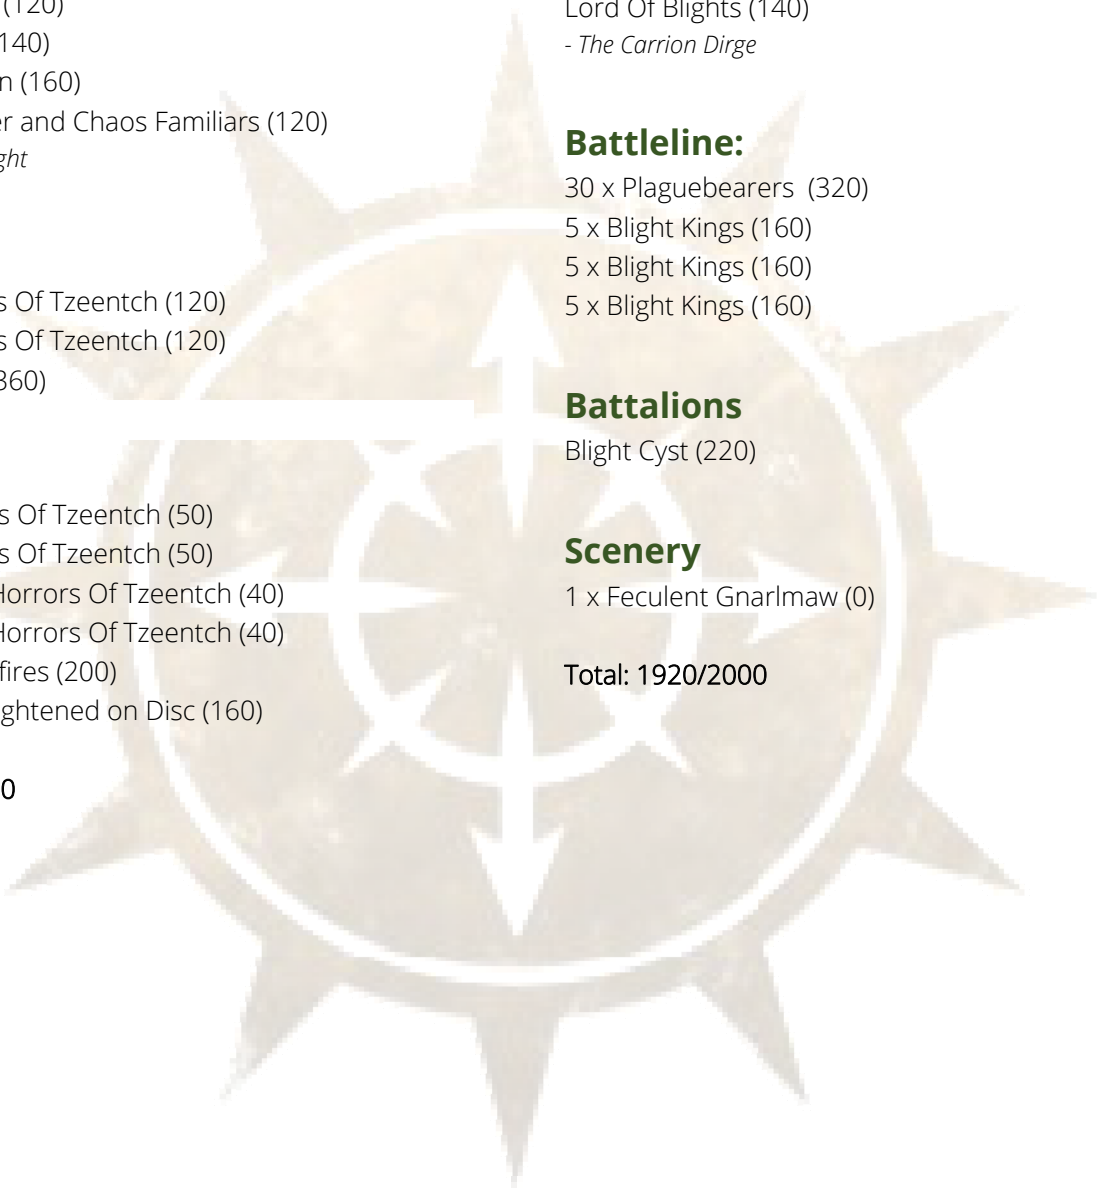 (120)
140)
n (160)
er and Chaos Familiars (120)
ght
s Of Tzeentch (120)
s Of Tzeentch (120)
360)
s Of Tzeentch (50)
s Of Tzeentch (50)
Horrors Of Tzeentch (40)
Horrors Of Tzeentch (40)
fires (200)
ghtened on Disc (160)
0
Lord Of Blights (140)
- The Carrion Dirge
Battleline:
30 x Plaguebearers (320)
5 x Blight Kings (160)
5 x Blight Kings (160)
5 x Blight Kings (160)
Battalions
Blight Cyst (220)
Scenery
1 x Feculent Gnarlmaw (0)
Total: 1920/2000